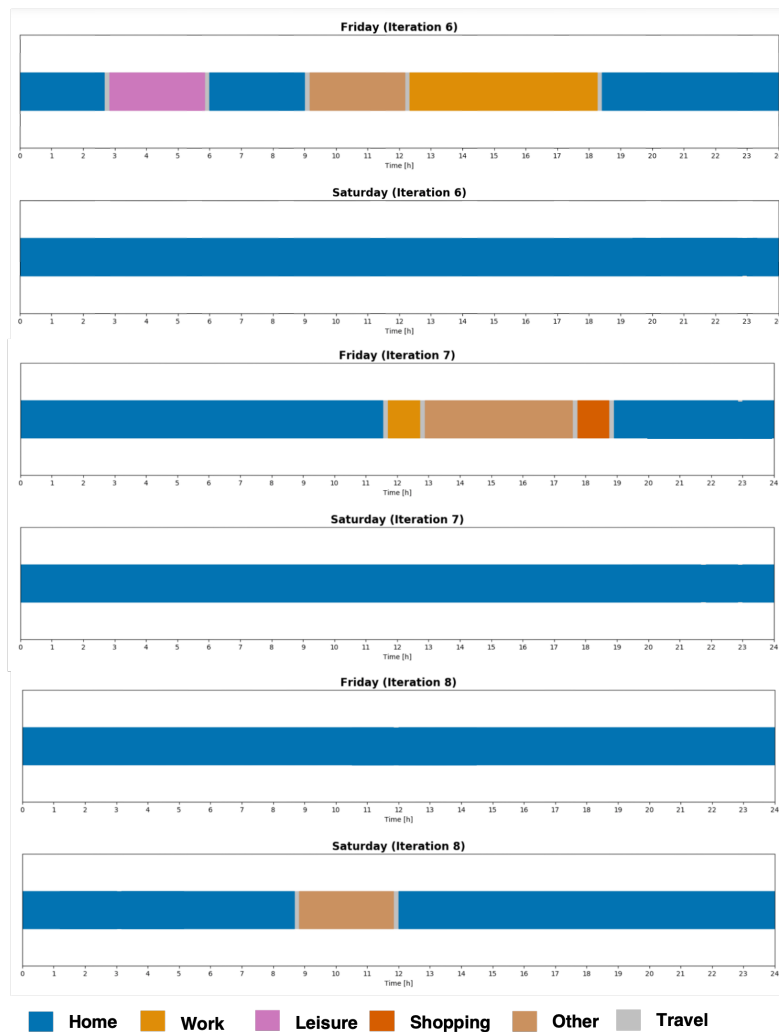 Friday (Iteration 6)
0 1 2 3 4 5 6 7 8 9 10 11 12 13 14 15 16 17 18 19 20 21 22 23 24
Time [h]
Saturday (Iteration 6)
0 1 2 3 4 5 6 7 8 9 10 11 12 13 14 15 16 17 18 19 20 21 22 23 24
Time [h]
Friday (Iteration 7)
0 1 2 3 4 5 6 7 8 9 10 11 12 13 14 15 16 17 18 19 20 21 22 23 24
Time [h]
Saturday (Iteration 7)
0 1 2 3 4 5 6 7 8 9 10 11 12 13 14 15 16 17 18 19 20 21 22 23 24
Time [h]
Friday (Iteration 8)
0 1 2 3 4 5 6 7 8 9 10 11 12 13 14 15 16 17 18 19 20 21 22 23 24
Time [h]
Saturday (Iteration 8)
0 1 2 3 4 5 6 7 8 9 10 11 12 13 14 15 16 17 18 19 20 21 22 23 24
Time [h]
Home Work Leisure Shopping Other Travel